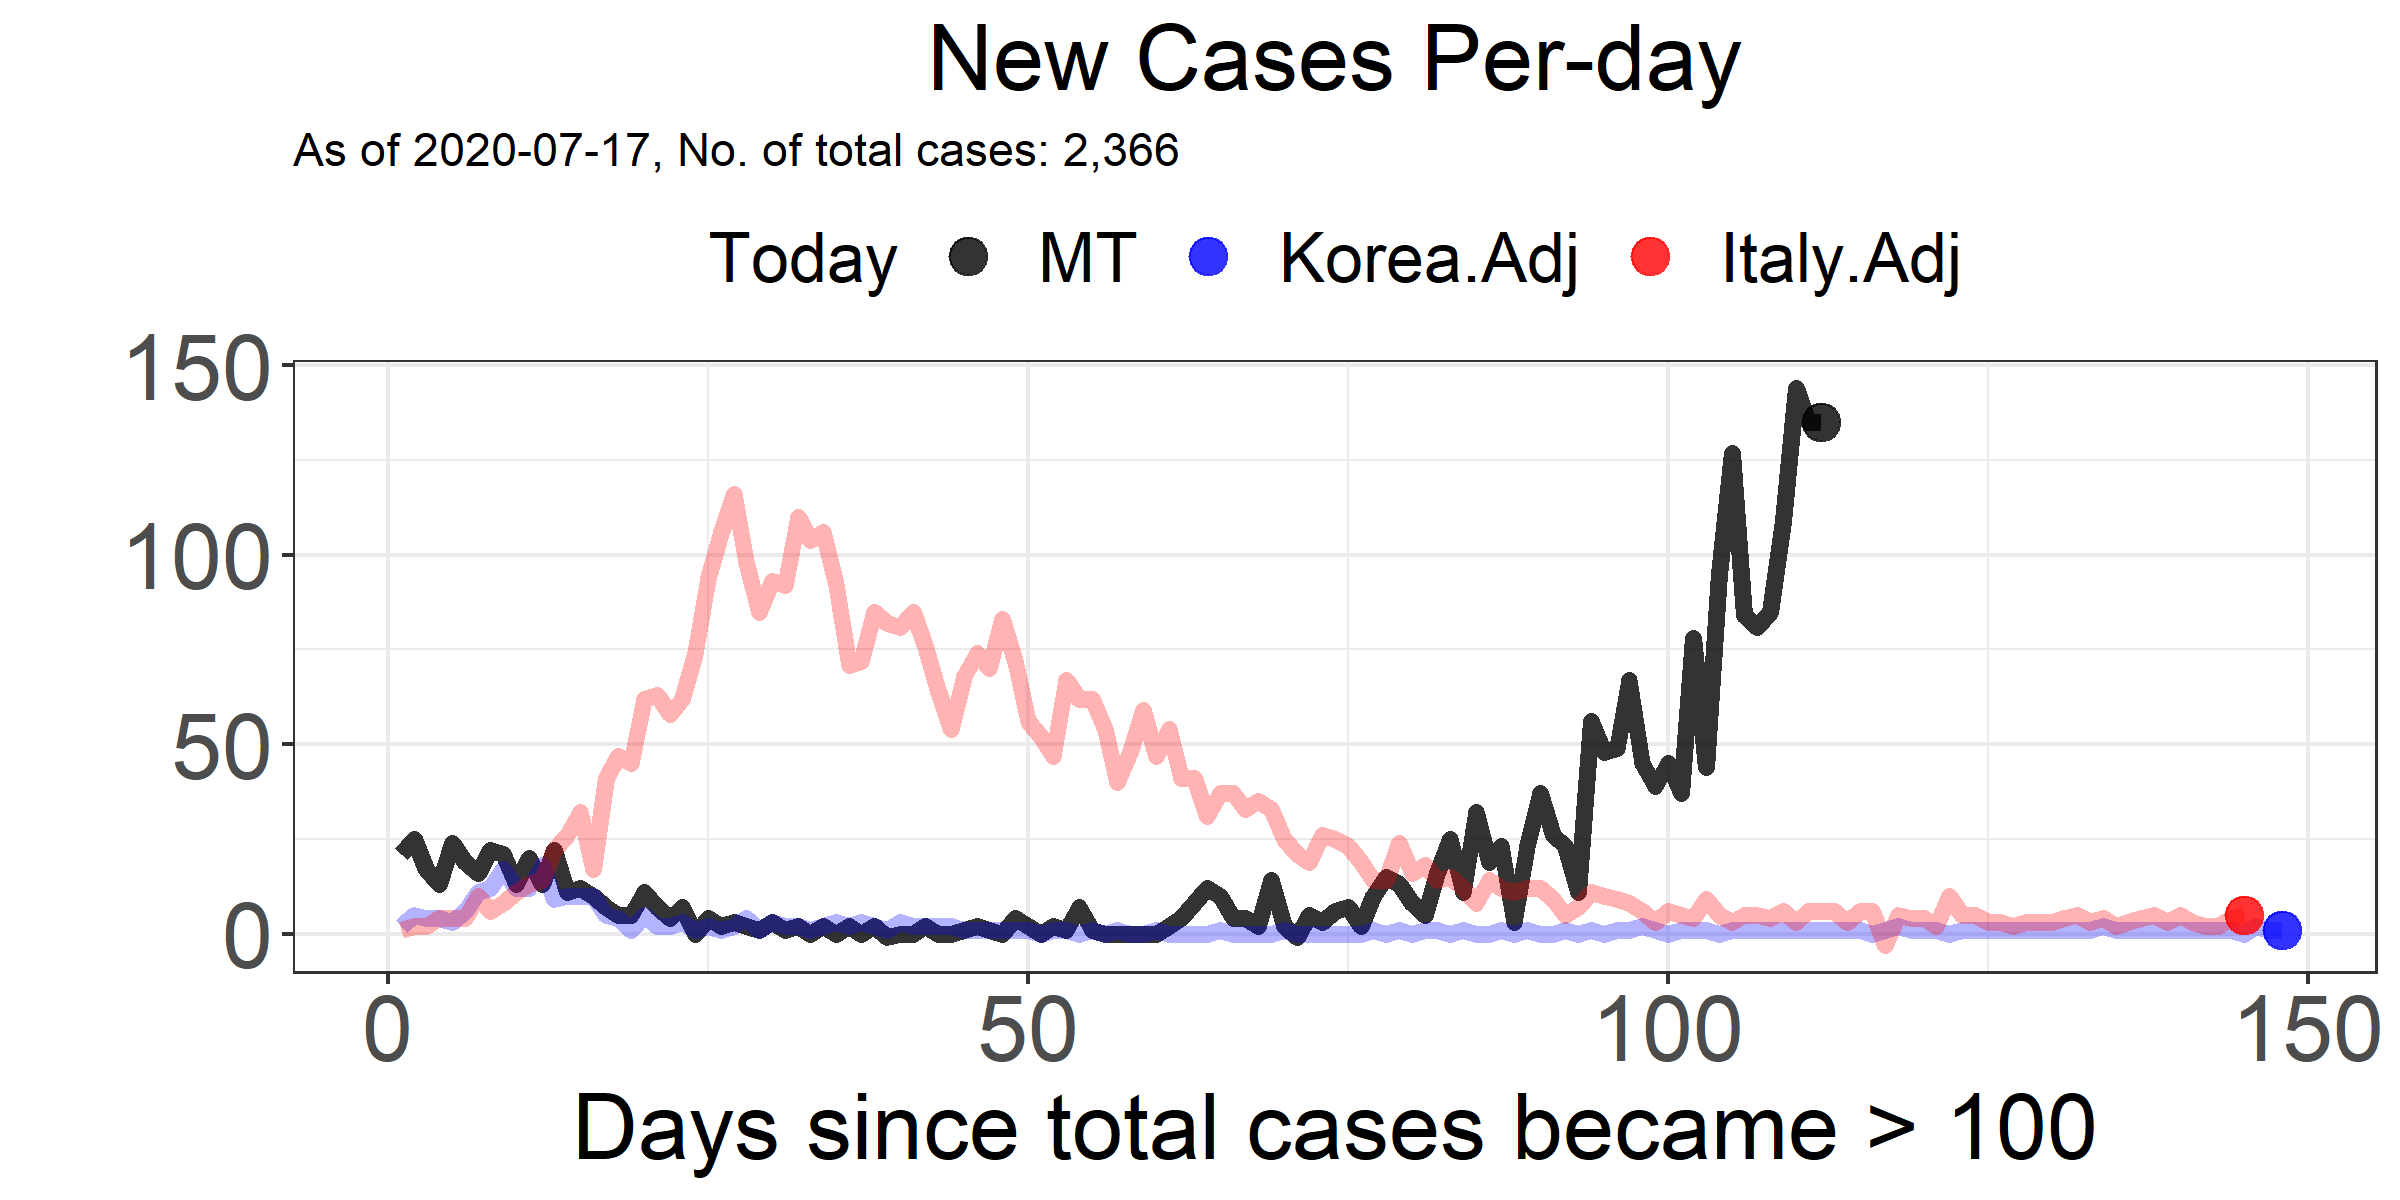 New Cases Per-day
As of 2020-07-17, No. of total cases: 2,366
Today MT Korea.Adj Italy.Adj
150
100
50
0
0 50 100 150
Days since total cases became > 100